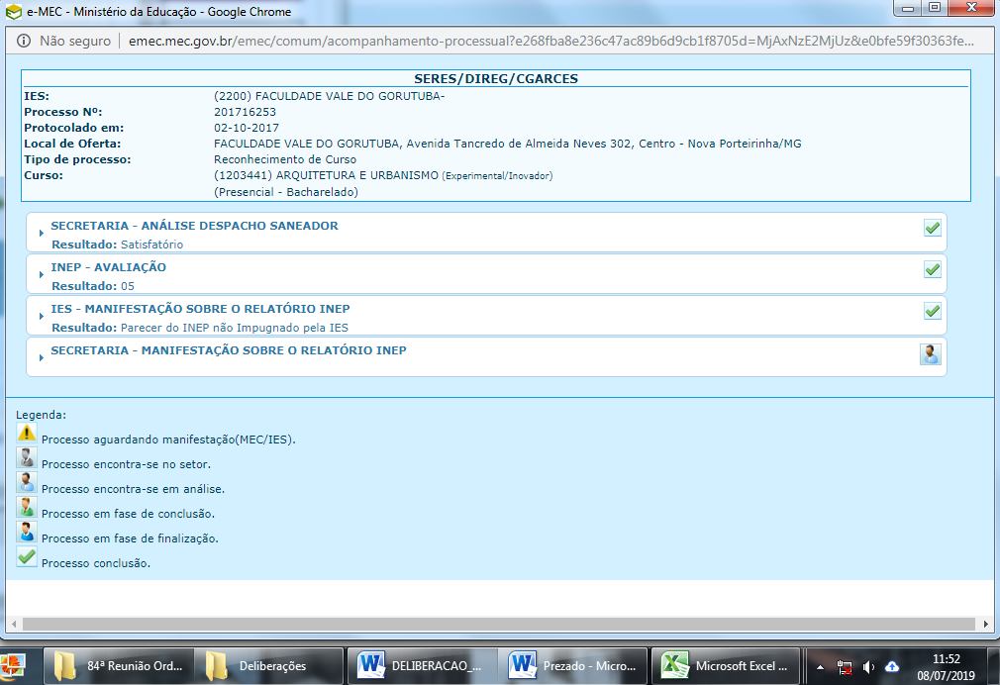 e-MEC - Ministério da Educação - Google Chrome
Não seguro | emec.mec.gov.br/emec/comum/acompanhamento-processual?e268fba8e236c47ac89b6d9cb1f8705d=MjAxNzE2MjUz&e0bfe59f30363fe...
SERES/DIREG/CGARCES
IES: (2200) FACULDADE VALE DO GORUTUBA-
Processo Nº: 201716253
Protocolado em: 02-10-2017
Local de Oferta: FACULDADE VALE DO GORUTUBA, Avenida Tancredo de Almeida Neves 302, Centro - Nova Porteirinha/MG
Tipo de processo: Reconhecimento de Curso
Curso: (1203441) ARQUITETURA E URBANISMO (Experimental/Inovador)
(Presencial - Bacharelado)
SECRETARIA - ANÁLISE DESPACHO SANEADOR
Resultado: Satisfatório
INEP - AVALIAÇÃO
Resultado: 05
IES - MANIFESTAÇÃO SOBRE O RELATÓRIO INEP
Resultado: Parecer do INEP não Impugnado pela IES
SECRETARIA - MANIFESTAÇÃO SOBRE O RELATÓRIO INEP
Legenda:
Processo aguardando manifestação(MEC/IES).
Processo encontra-se no setor.
Processo encontra-se em análise.
Processo em fase de conclusão.
Processo em fase de finalização.
Processo conclusão.
84ª Reunião Ord... Deliberações DELIBERACAO_... Prezado - Micro... Microsoft Excel ... 11:52
08/07/2019